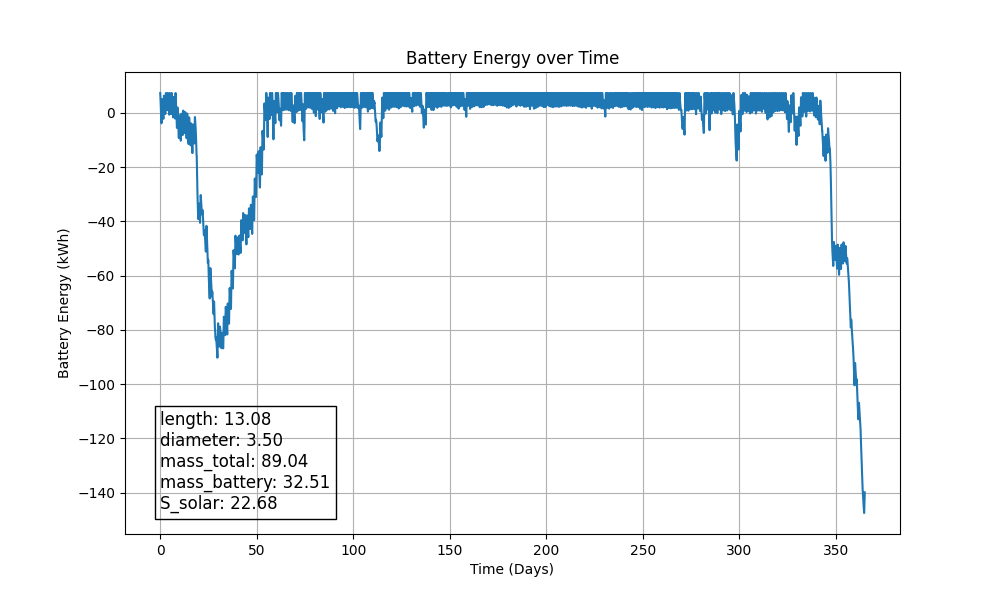 Battery Energy over Time
Battery Energy (kWh)
0
−20
−40
−60
−80
−100
−120
−140
length: 13.08
diameter: 3.50
mass_total: 89.04
mass_battery: 32.51
S_solar: 22.68
0 50 100 150 200 250 300 350
Time (Days)